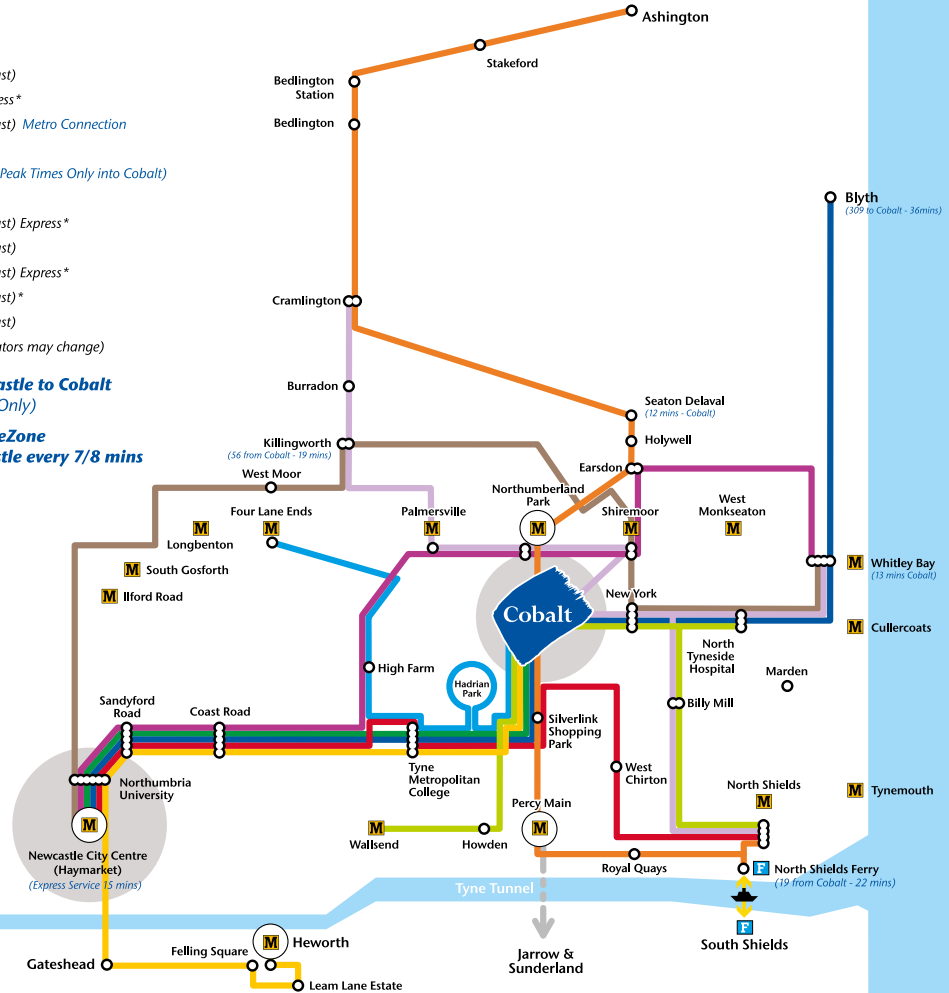 Ashington
Stakeford
Bedlington
Station
Bedlington
ast)
ess*
ast) Metro Connection
Peak Times Only into Cobalt)
ast) Express*
ast)
ast) Express*
ast)*
ast)
ators may change)
astle to Cobalt
Only)
eZone
stle every 7/8 mins
Blyth
(309 to Cobalt - 36mins)
Cramlington
Burradon
Seaton Delaval
(12 mins - Cobalt)
Holywell
Killingworth
(56 from Cobalt - 19 mins)
Earsdon
West Moor
Northumberland
Park
M
Four Lane Ends
M
Longbenton
M
Palmersville
M
Shiremoor
M
West
Monkseaton
M
South Gosforth
M
Ilford Road
M
Whitley Bay
(13 mins Cobalt)
M
Cobalt
New York
Cullercoats
M
North
Tyneside
Hospital
Marden
High Farm
Hadrian
Park
Billy Mill
Sandyford
Road
Coast Road
Silverlink
Shopping
Park
Tyne
Metropolitan
College
West
Chirton
Northumbria
University
North Shields
M
Tynemouth
M
Percy Main
M
M
Newcastle City Centre
(Haymarket)
(Express Service 15 mins)
M
Wallsend
Howden
Royal Quays
F
North Shields Ferry
(19 from Cobalt - 22 mins)
Tyne Tunnel
F
South Shields
Jarrow &
Sunderland
M
Heworth
Felling Square
Gateshead
Leam Lane Estate